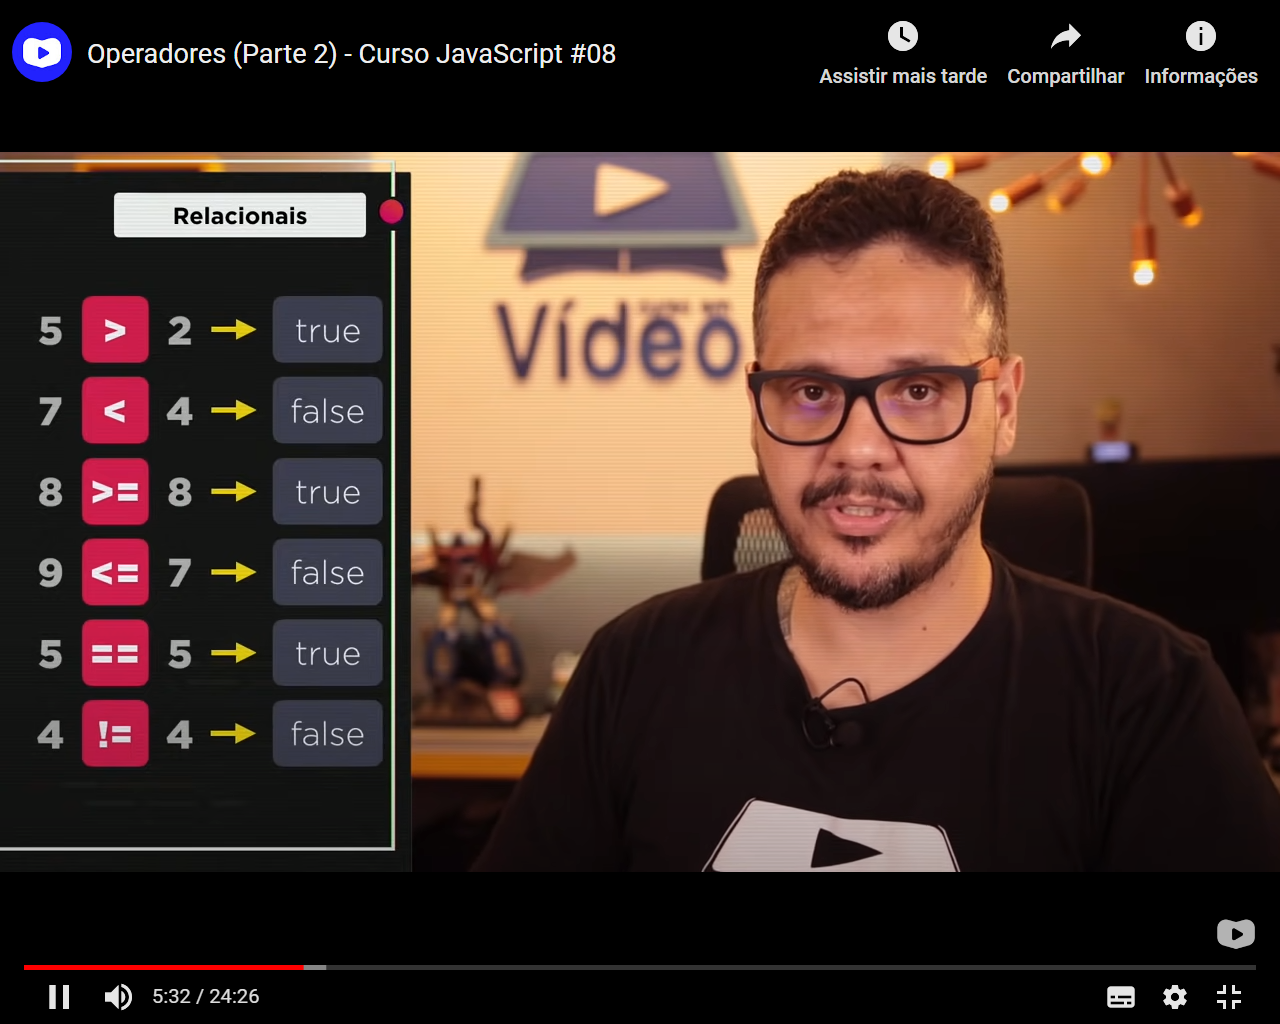 Operadores (Parte 2) - Curso JavaScript #08
Assistir mais tarde
Compartilhar
Informações
Relacionais
5 > 2 → true
7 < 4 → false
8 >= 8 → true
9 <= 7 → false
5 == 5 → true
4 != 4 → false
Vídeo
5:32 / 24:26